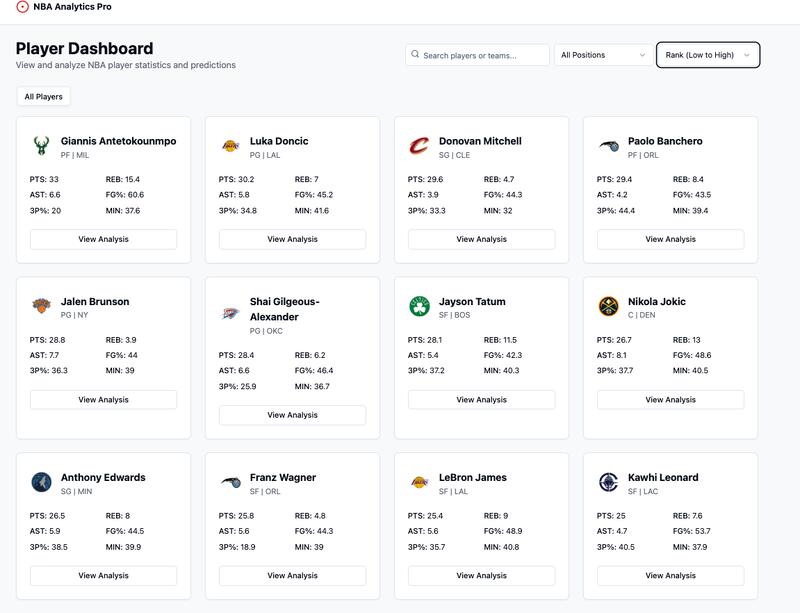 NBA Analytics Pro
Player Dashboard
View and analyze NBA player statistics and predictions
Search players or teams...
All Positions
Rank (Low to High)
All Players
Giannis Antetokounmpo
PF | MIL
PTS: 33 REB: 15.4
AST: 6.6 FG%: 60.6
3P%: 20 MIN: 37.6
View Analysis
Luka Doncic
PG | LAL
PTS: 30.2 REB: 7
AST: 5.8 FG%: 45.2
3P%: 34.8 MIN: 41.6
View Analysis
Donovan Mitchell
SG | CLE
PTS: 29.6 REB: 4.7
AST: 3.9 FG%: 44.3
3P%: 33.3 MIN: 32
View Analysis
Paolo Banchero
PF | ORL
PTS: 29.4 REB: 8.4
AST: 4.2 FG%: 43.5
3P%: 44.4 MIN: 39.4
View Analysis
Jalen Brunson
PG | NY
PTS: 28.8 REB: 3.9
AST: 7.7 FG%: 44
3P%: 36.3 MIN: 39
View Analysis
Shai Gilgeous-
Alexander
PG | OKC
PTS: 28.4 REB: 6.2
AST: 6.6 FG%: 46.4
3P%: 25.9 MIN: 36.7
View Analysis
Jayson Tatum
SF | BOS
PTS: 28.1 REB: 11.5
AST: 5.4 FG%: 42.3
3P%: 37.2 MIN: 40.3
View Analysis
Nikola Jokic
C | DEN
PTS: 26.7 REB: 13
AST: 8.1 FG%: 48.6
3P%: 37.7 MIN: 40.5
View Analysis
Anthony Edwards
SG | MIN
PTS: 26.5 REB: 8
AST: 5.9 FG%: 44.5
3P%: 38.5 MIN: 39.9
View Analysis
Franz Wagner
SF | ORL
PTS: 25.8 REB: 4.8
AST: 5.6 FG%: 44.3
3P%: 18.9 MIN: 39
View Analysis
LeBron James
SF | LAL
PTS: 25.4 REB: 9
AST: 5.6 FG%: 48.9
3P%: 35.7 MIN: 40.8
View Analysis
Kawhi Leonard
SF | LAC
PTS: 25 REB: 7.6
AST: 4.7 FG%: 53.7
3P%: 40.5 MIN: 37.9
View Analysis